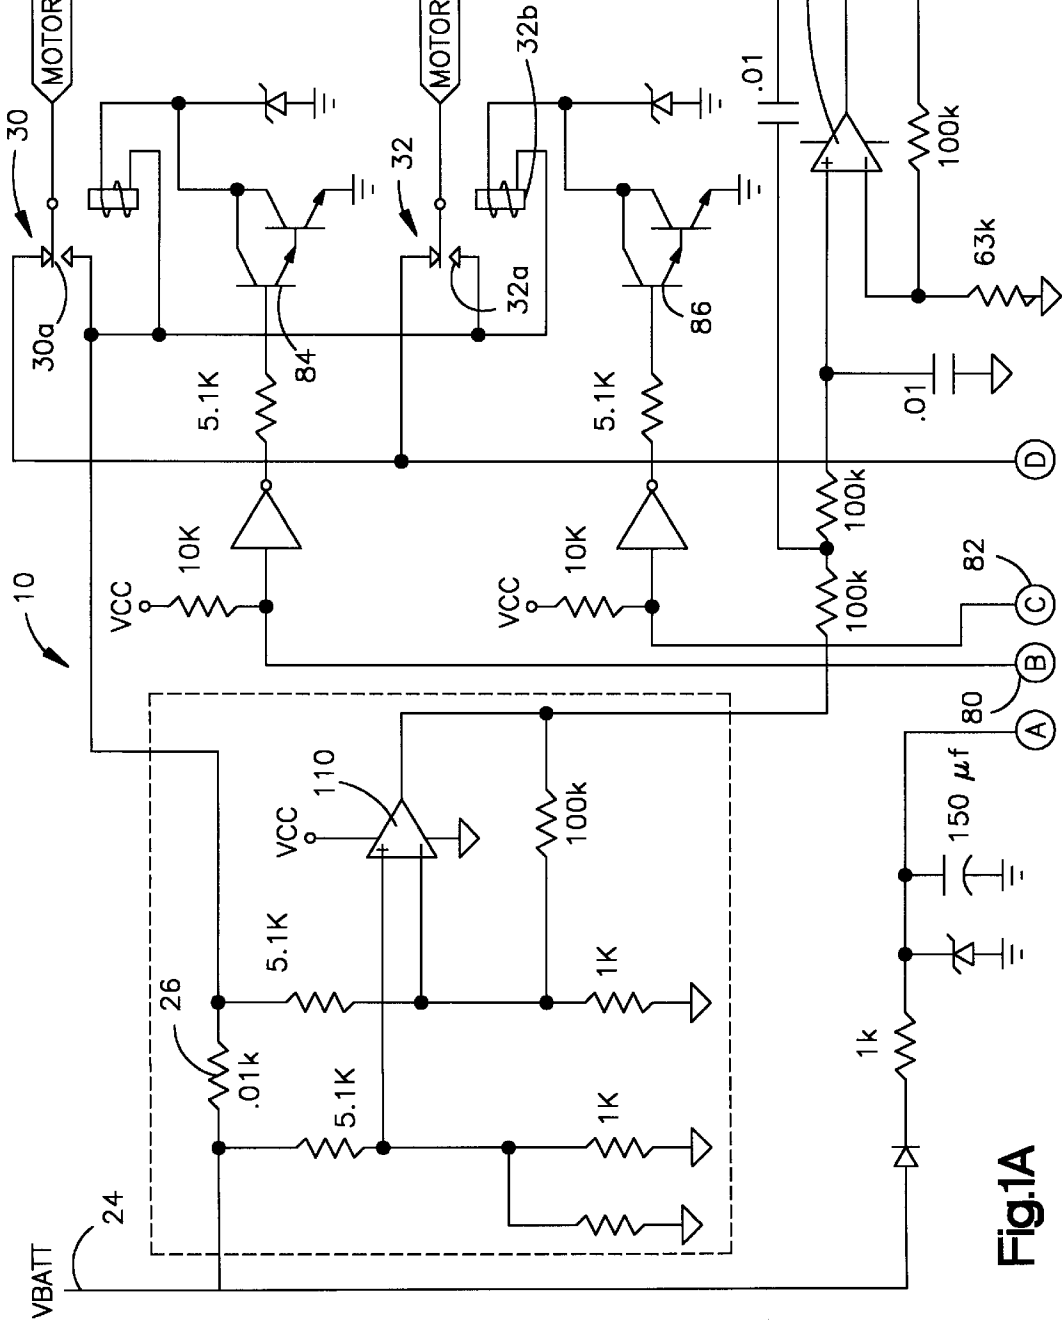 MOTOR
MOTOR
30
32
32b
.01
30a
32a
84
86
100k
63k
5.1K
5.1K
.01
10
VCC
10K
VCC
10K
100k
100k
D
82
C
B
80
A
VCC
110
+
−
100k
+
−
5.1K
1K
26
.01k
5.1K
1K
150 μf
1k
VBATT
24
Fig.1A